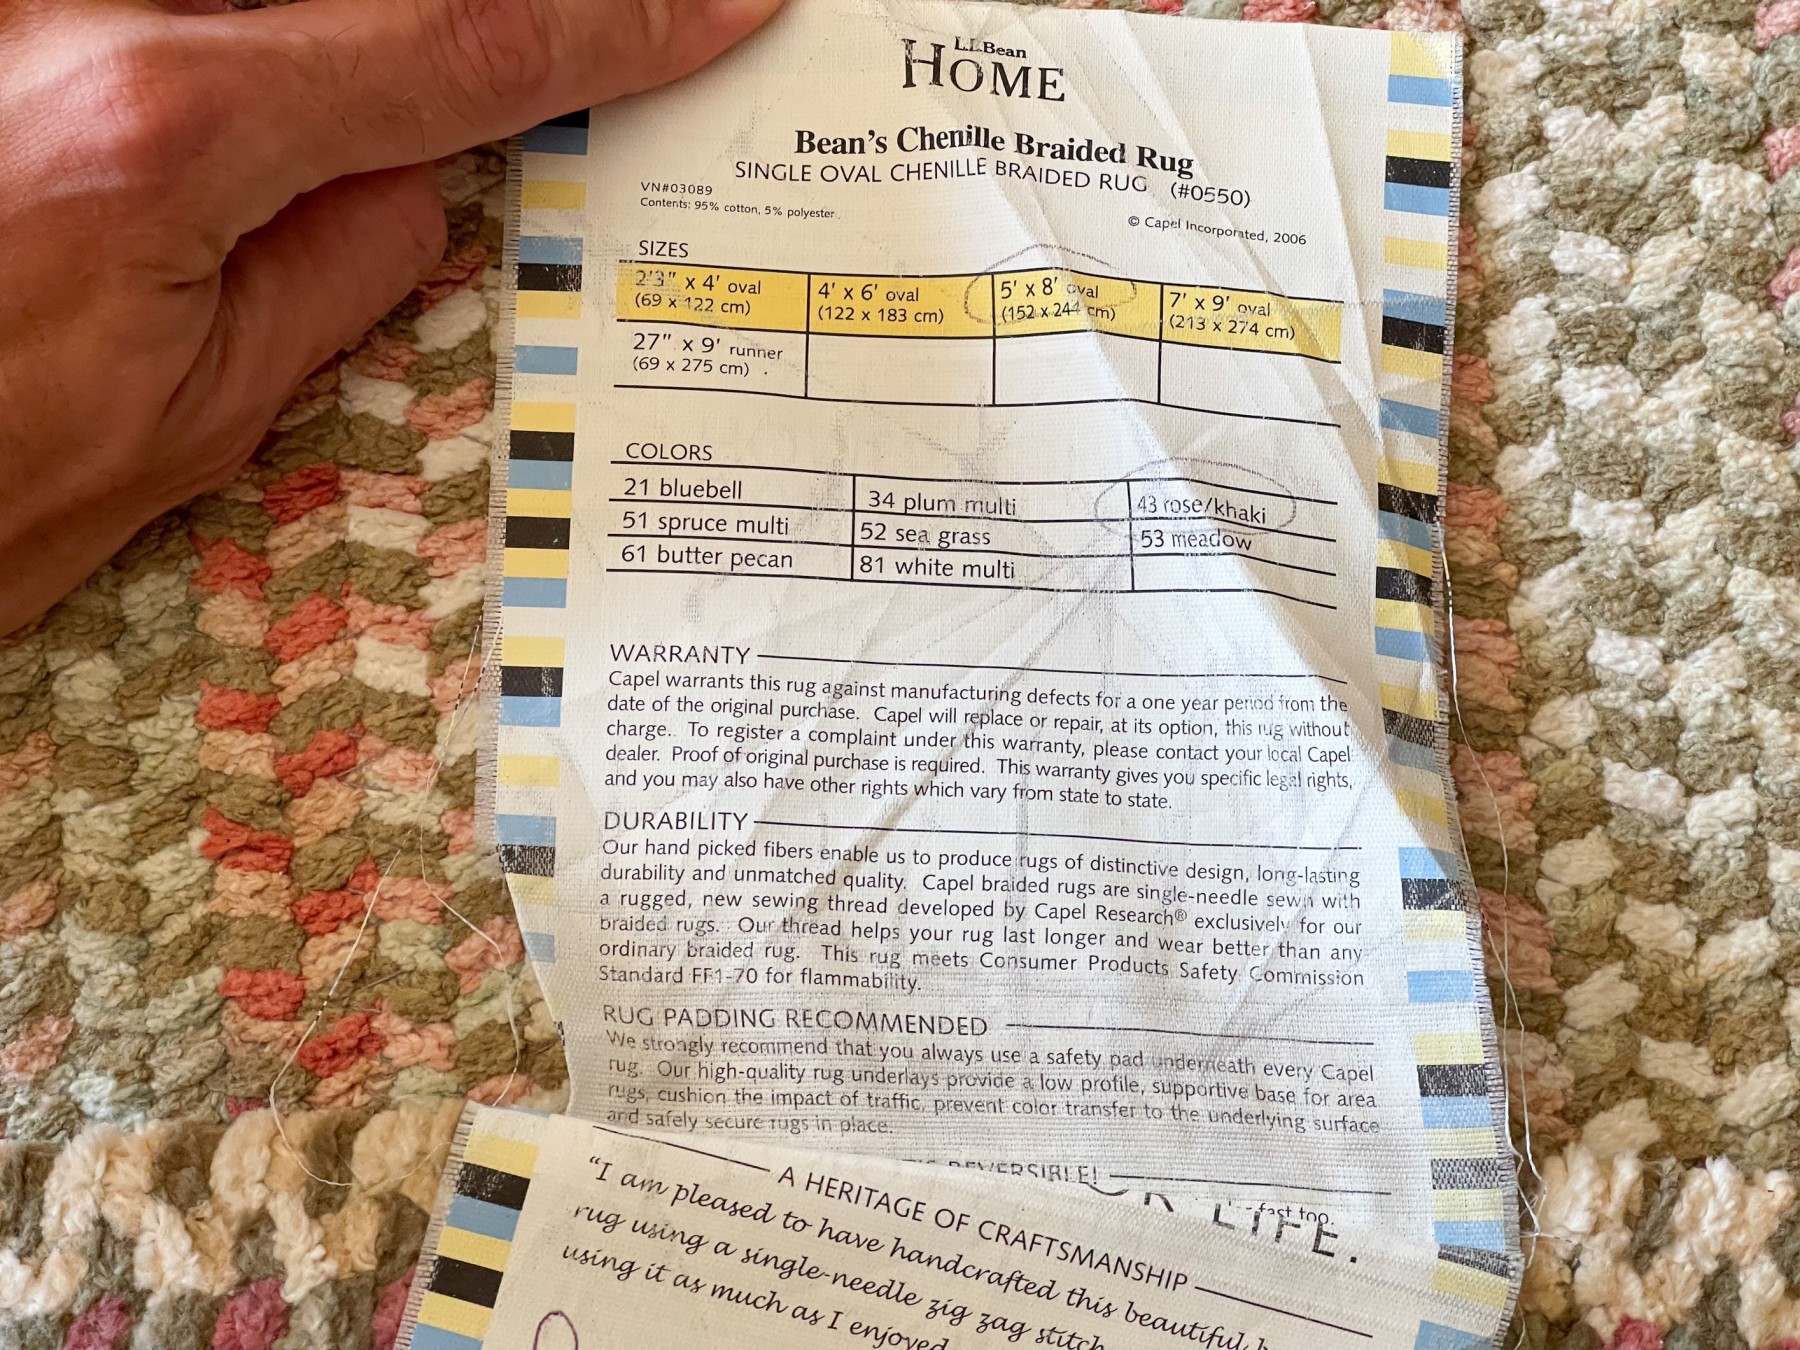 L.L.Bean
HOME
Bean's Chenille Braided Rug
SINGLE OVAL CHENILLE BRAIDED RUG (#0550)
VN#03089
Contents: 95% cotton, 5% polyester.
© Capel Incorporated, 2006
SIZES
2'3" x 4' oval 4' x 6' oval 5' x 8' oval 7' x 9' oval
(69 x 122 cm) (122 x 183 cm) (152 x 244 cm) (213 x 274 cm)
27" x 9' runner
(69 x 275 cm)
COLORS
21 bluebell 34 plum multi 43 rose/khaki
51 spruce multi 52 sea grass 53 meadow
61 butter pecan 81 white multi
WARRANTY
Capel warrants this rug against manufacturing defects for a one year period from the
date of the original purchase. Capel will replace or repair, at its option, this rug without
charge.. To register a complaint under this warranty, please contact your local Capel
dealer. Proof of original purchase is required. This warranty gives you specific legal rights,
and you may also have other rights which vary from state to state.
DURABILITY
Our hand picked fibers enable us to produce rugs of distinctive design, long-lasting
durability and unmatched quality. Capel braided rugs are single-needle sewn with
a rugged, new sewing thread developed by Capel Research® exclusively for our
braided rugs. Our thread helps your rug last longer and wear better than any
ordinary braided rug. This rug meets Consumer Products Safety Commission
Standard FF1-70 for flammability.
RUG PADDING RECOMMENDED
We strongly recommend that you always use a safety pad underneath every Capel
rug. Our high-quality rug underlays provide a low profile, supportive base for area
rugs, cushion the impact of traffic, prevent color transfer to the underlying surface
and safely secure rugs in place.
REVERSIBLE!
fast too.
LIFE.
A HERITAGE OF CRAFTSMANSHIP
"I am pleased to have handcrafted this beautiful
rug using a single-needle zig zag stitch
using it as much as I enjoyed